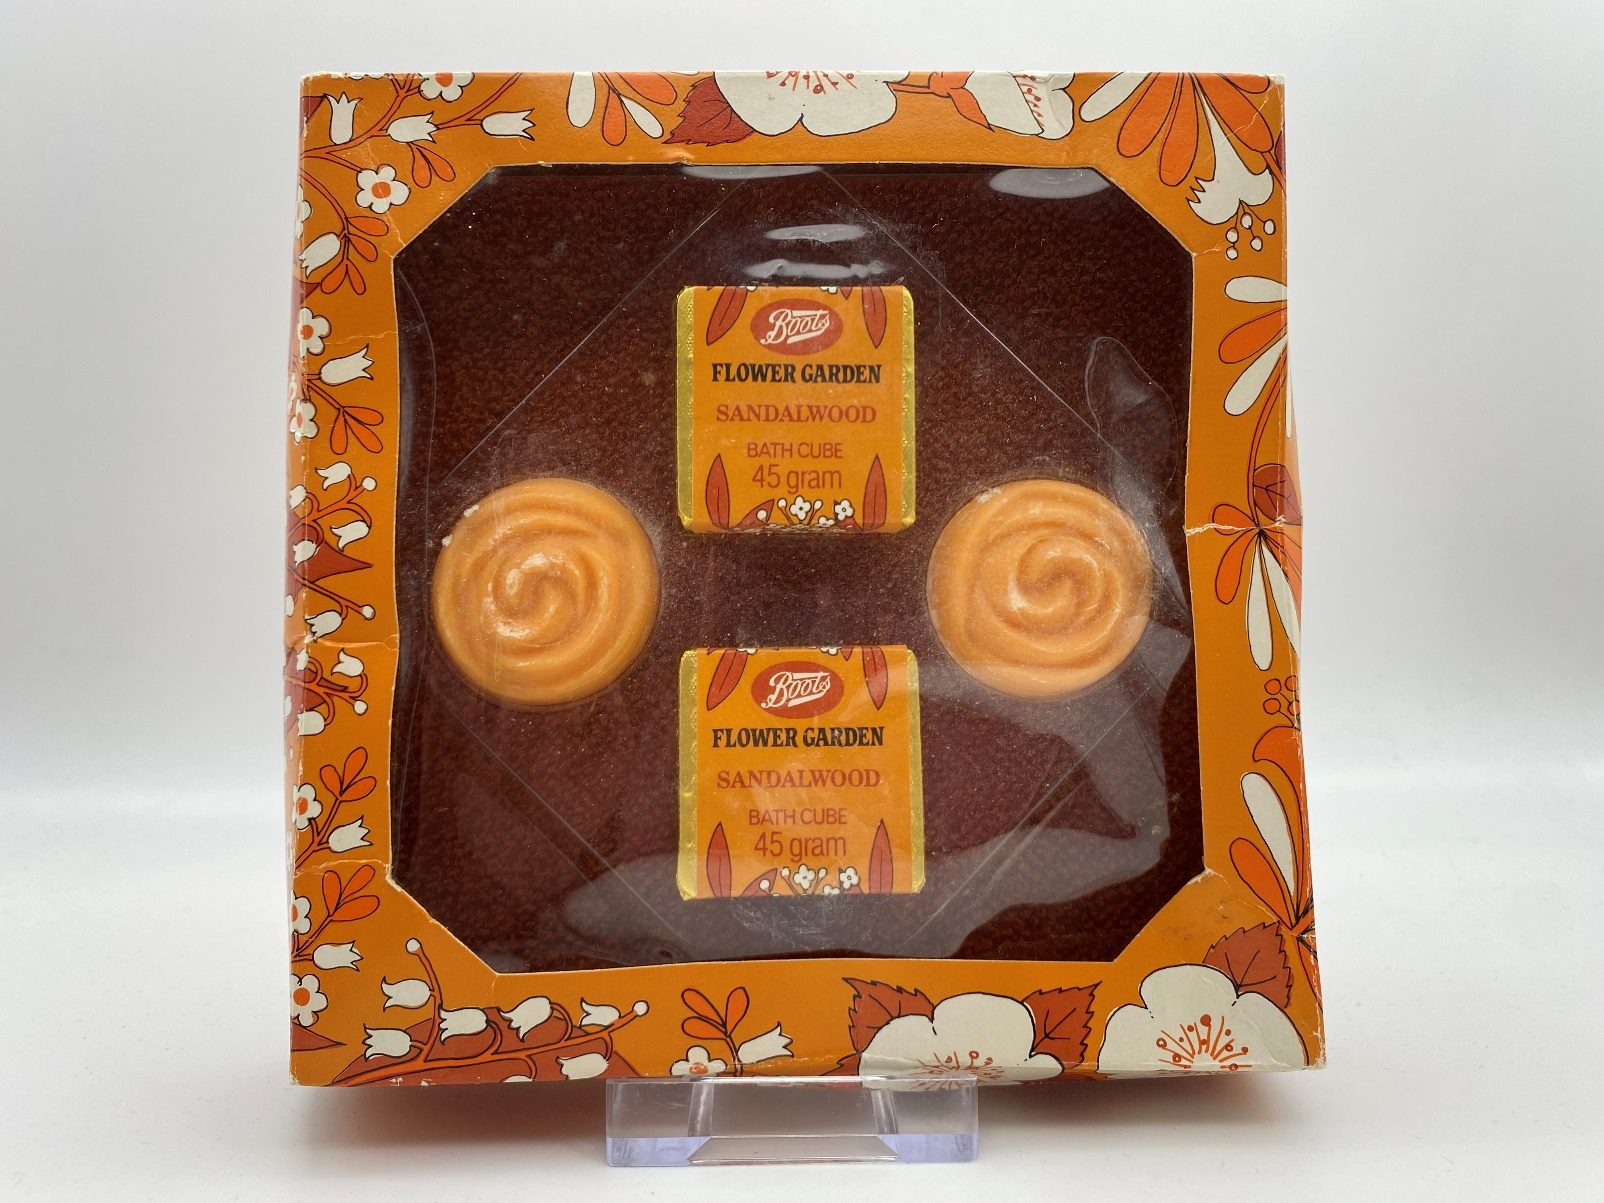 Boots
FLOWER GARDEN
SANDALWOOD
BATH CUBE
45 gram
Boots
FLOWER GARDEN
SANDALWOOD
BATH CUBE
45 gram